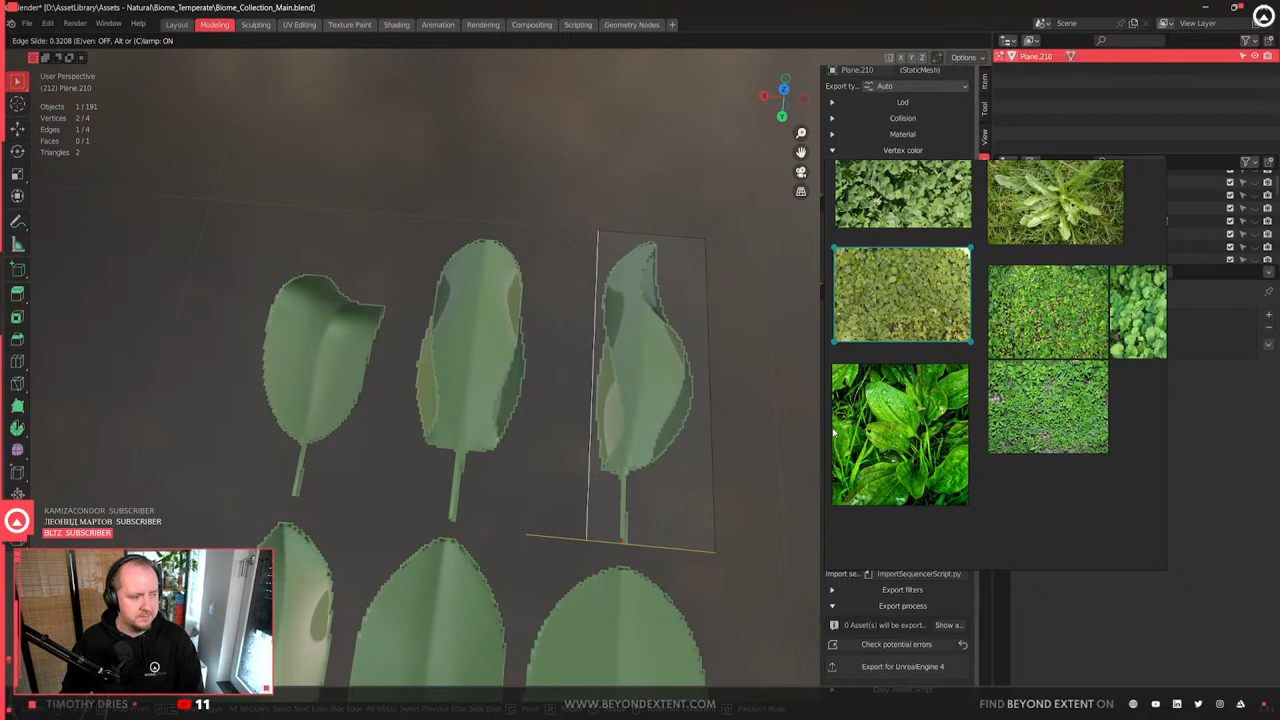 ender* [D:\AssetLibrary\Assets - Natural\Biome_Temperate\Biome_Collection_Main.blend]
File Edit Render Window Help Layout Modeling Sculpting UV Editing Texture Paint Shading Animation Rendering Compositing Scripting Geometry Nodes + Scene View Layer
Edge Slide: 0.3208 (E)ven: OFF, Alt or (C)lamp: ON
X Y Z Options
User Perspective
(212) Plane.210
Objects 1 / 191
Vertices 2 / 4
Edges 1 / 4
Faces 0 / 1
Triangles 2
Plane.210 (StaticMesh)
Export ty... Auto
Lod
Collision
Material
Vertex color
Item
Tool
View
Plane.210
KAMIZACONDOR SUBSCRIBER
ЛЕОНИД МАРТОВ SUBSCRIBER
BLTZ SUBSCRIBER
Import se... ImportSequencerScript.py
Export filters
Export process
0 Asset(s) will be export... Show a...
Check potential errors
Export for UnrealEngine 4
TIMOTHY DRIES 11 WWW.BEYONDEXTENT.COM FIND BEYOND EXTENT ON